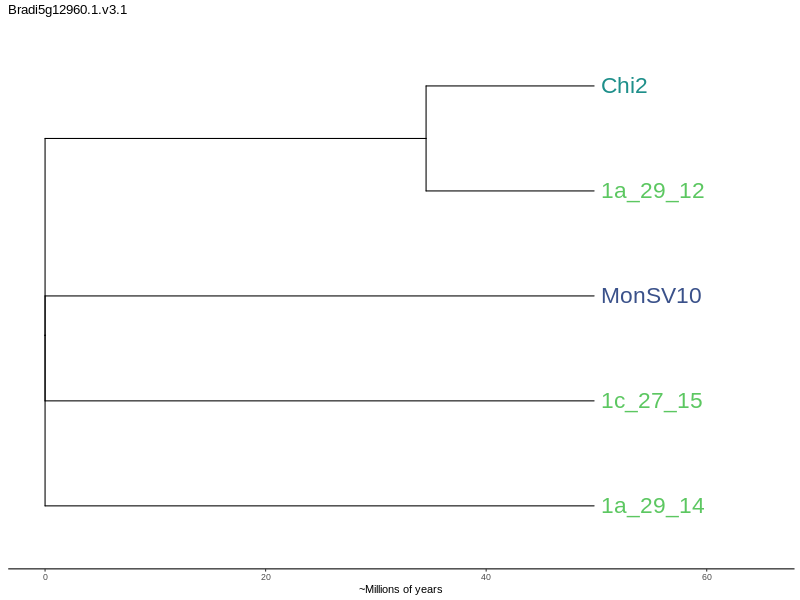 Bradi5g12960.1.v3.1
Chi2
1a_29_12
MonSV10
1c_27_15
1a_29_14
0 20 40 60
~Millions of years